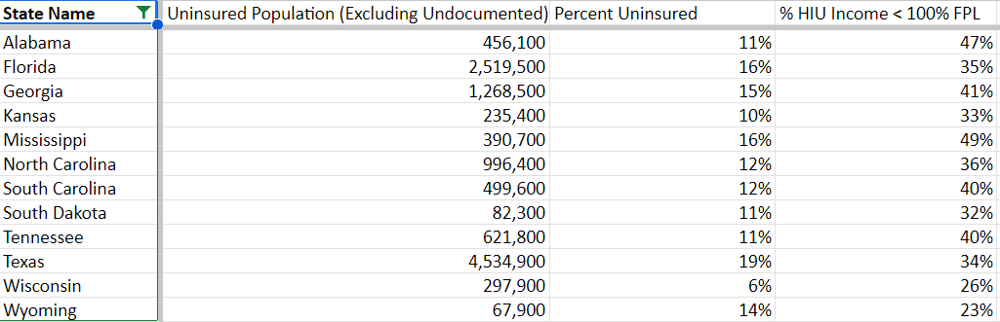 State Name Uninsured Population (Excluding Undocumented) Percent Uninsured % HIU Income < 100% FPL
Alabama 456,100 11% 47%
Florida 2,519,500 16% 35%
Georgia 1,268,500 15% 41%
Kansas 235,400 10% 33%
Mississippi 390,700 16% 49%
North Carolina 996,400 12% 36%
South Carolina 499,600 12% 40%
South Dakota 82,300 11% 32%
Tennessee 621,800 11% 40%
Texas 4,534,900 19% 34%
Wisconsin 297,900 6% 26%
Wyoming 67,900 14% 23%